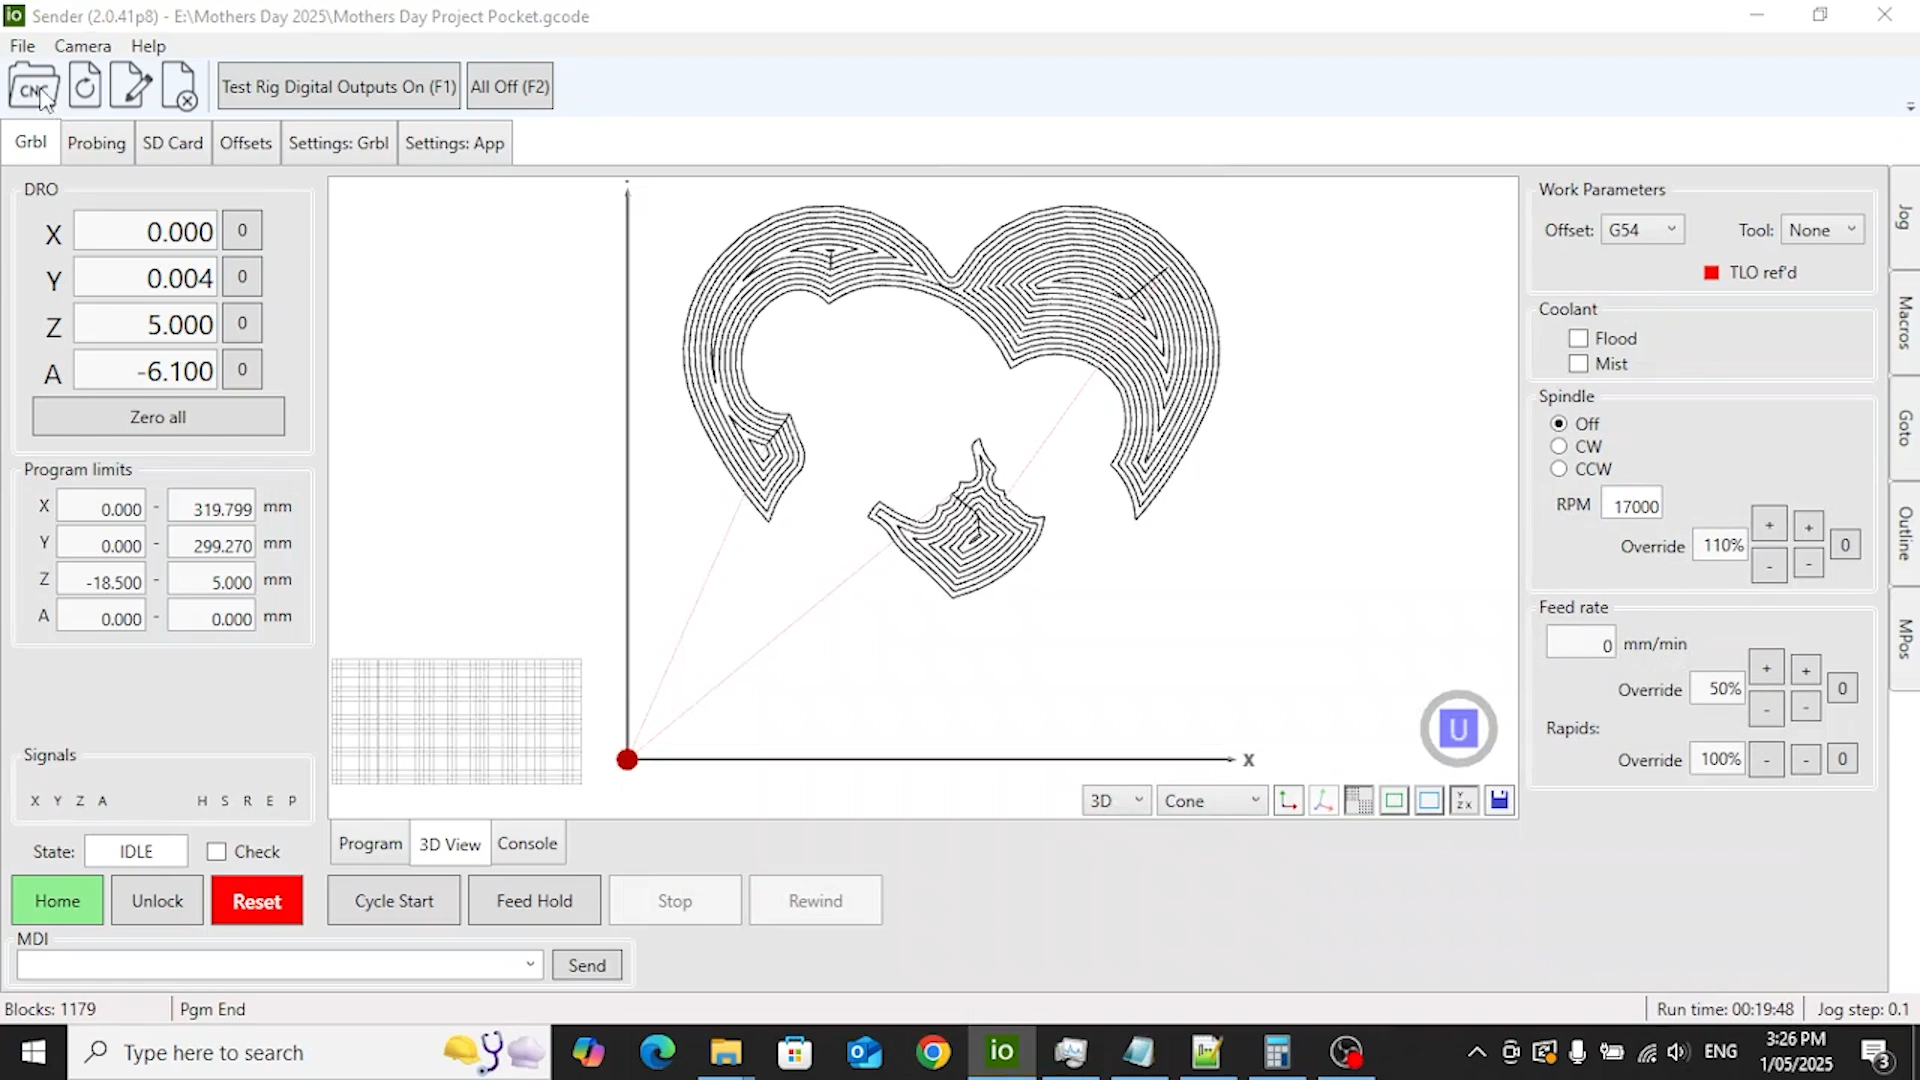 io Sender (2.0.41p8) - E:\Mothers Day 2025\Mothers Day Project Pocket.gcode
File Camera Help
CNC Test Rig Digital Outputs On (F1) All Off (F2)
Grbl Probing SD Card Offsets Settings: Grbl Settings: App
DRO
X 0.000 0
Y 0.004 0
Z 5.000 0
A -6.100 0
Zero all
Program limits
X 0.000 - 319.799 mm
Y 0.000 - 299.270 mm
Z -18.500 - 5.000 mm
A 0.000 - 0.000 mm
Signals
X Y Z A H S R E P
State: IDLE Check
Home Unlock Reset
MDI
Send
X
U
3D Cone
Y
Z X
Program 3D View Console
Cycle Start Feed Hold Stop Rewind
Work Parameters
Offset: G54 Tool: None
TLO ref'd
Coolant
Flood
Mist
Spindle
Off
CW
CCW
RPM 17000
Override 110% + + 0
- -
Feed rate
0 mm/min
Override 50% + + 0
- -
Rapids:
Override 100% - - 0
Jog
Macros
Goto
Outline
MPos
Blocks: 1179 Pgm End Run time: 00:19:48 Jog step: 0.1
Type here to search
io
ENG
3:26 PM
1/05/2025
3